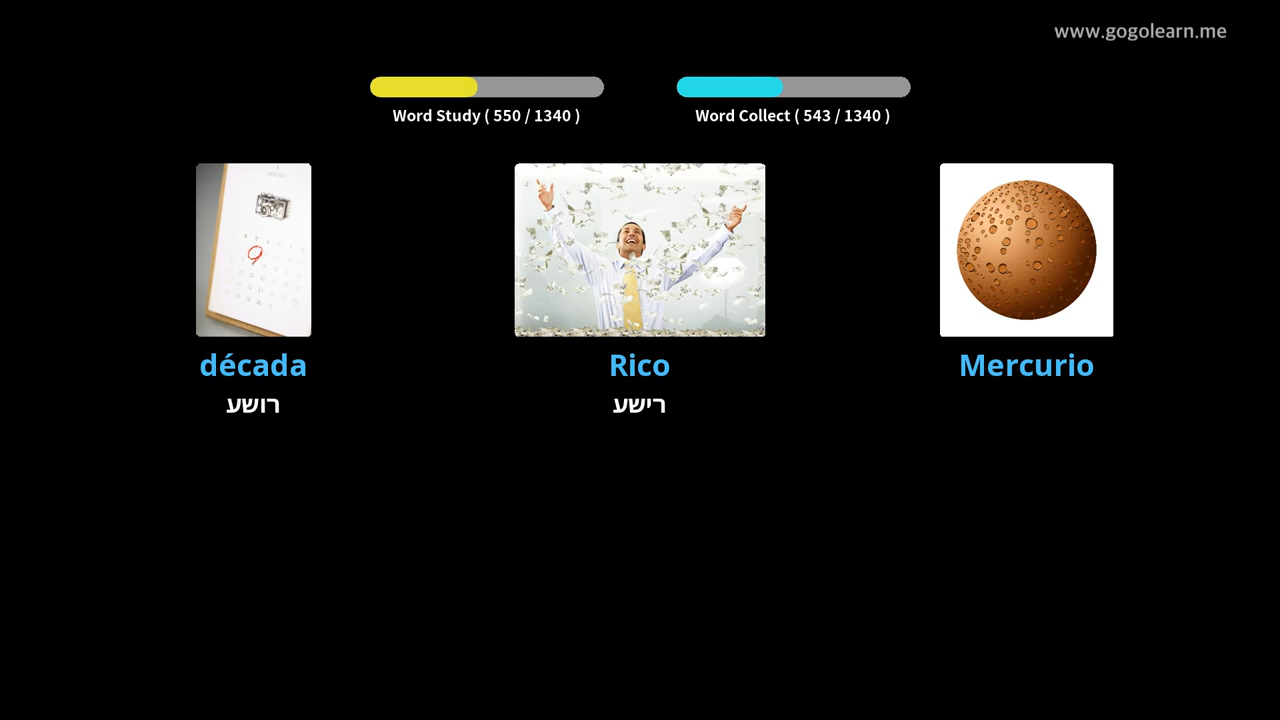 www.gogolearn.me
Word Study ( 550 / 1340 )
Word Collect ( 543 / 1340 )
década
רושע
Rico
רישע
Mercurio